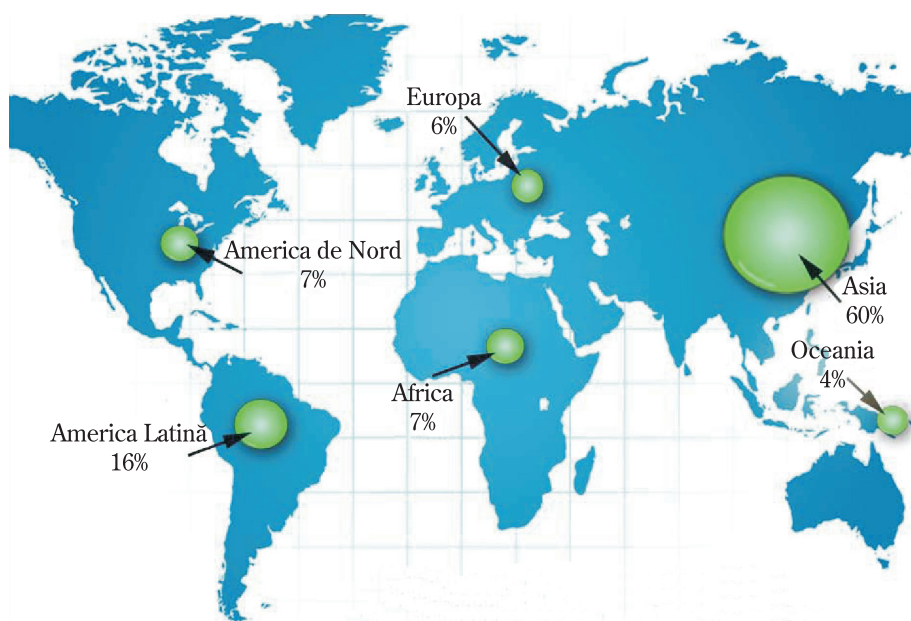 Europa
6%
America de Nord
7%
Asia
60%
Oceania
4%
Africa
7%
America Latină
16%